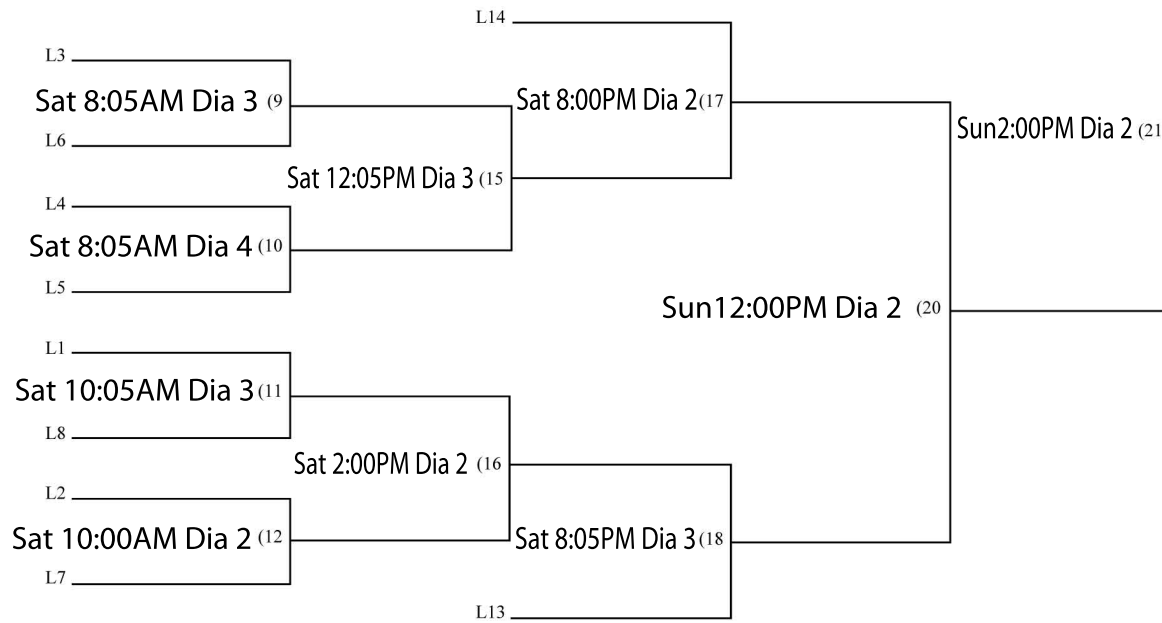 L14
L3
Sat 8:05AM Dia 3 (9
Sat 8:00PM Dia 2 (17
L6
Sun2:00PM Dia 2 (21
Sat 12:05PM Dia 3 (15
L4
Sat 8:05AM Dia 4 (10
L5
Sun12:00PM Dia 2 (20
L1
Sat 10:05AM Dia 3 (11
L8
Sat 2:00PM Dia 2 (16
L2
Sat 10:00AM Dia 2 (12
Sat 8:05PM Dia 3 (18
L7
L13